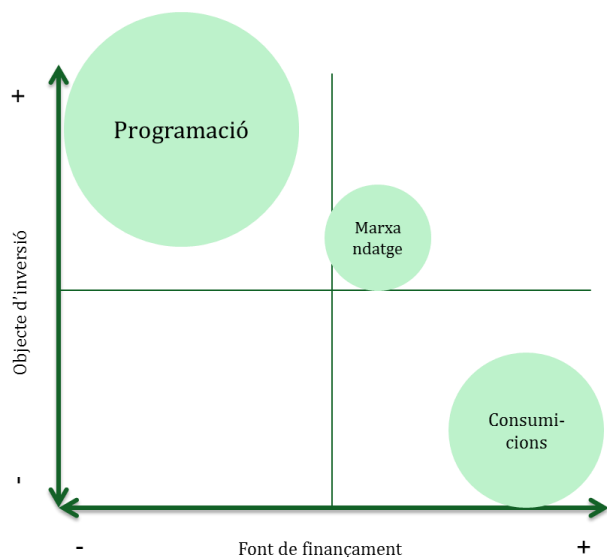 +
Programació
Marxa
ndatge
Objecte d’inversió
Consumi-
cions
-
-
Font de finançament
+